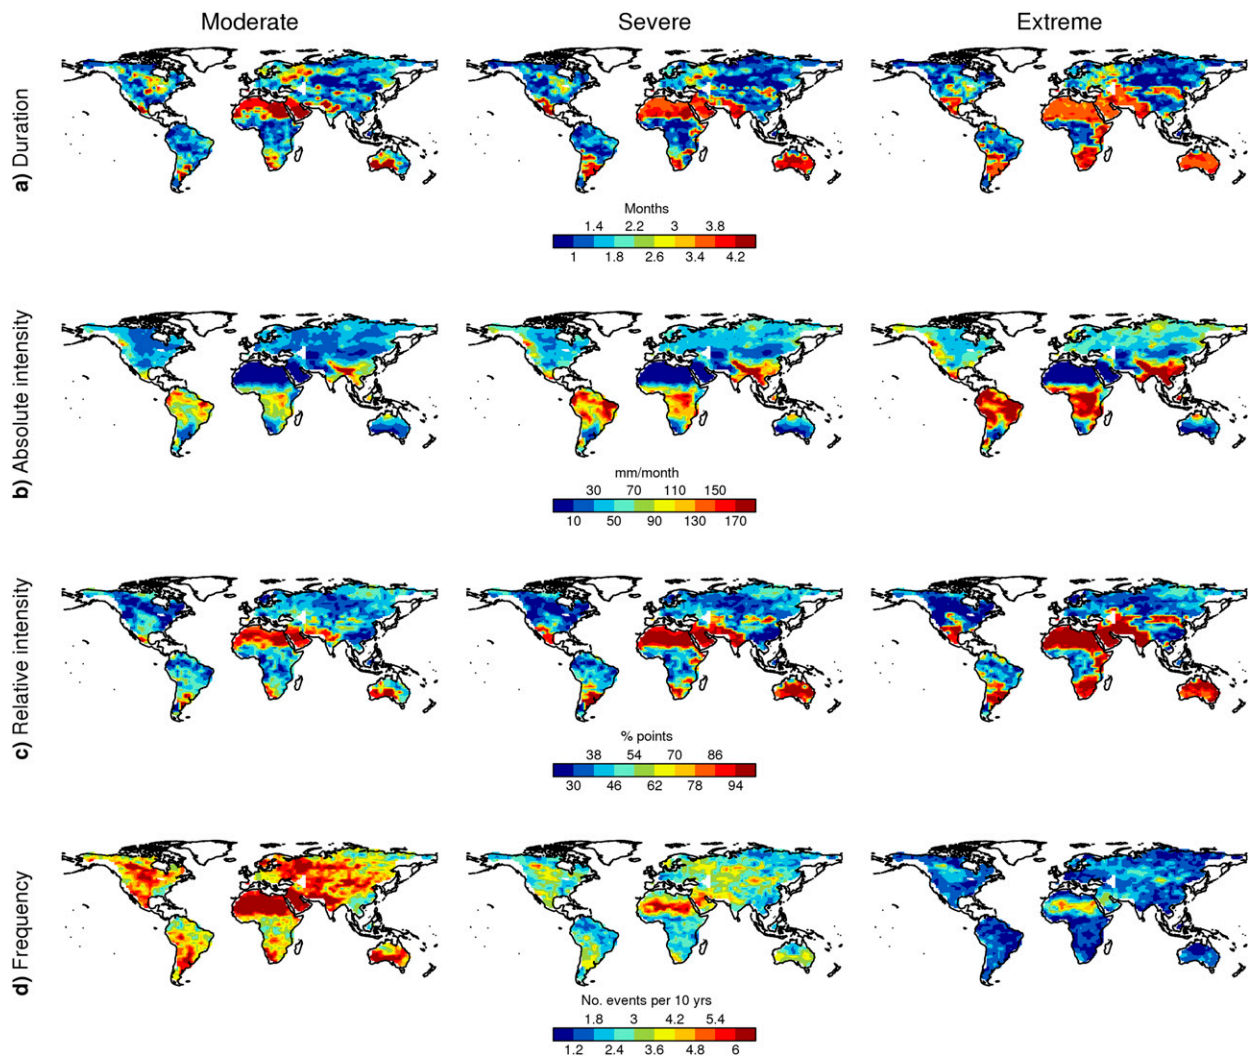 Moderate Severe Extreme
a) Duration
Months
1.4 2.2 3 3.8
1 1.8 2.6 3.4 4.2
b) Absolute intensity
mm/month
30 70 110 150
10 50 90 130 170
c) Relative intensity
% points
38 54 70 86
30 46 62 78 94
d) Frequency
No. events per 10 yrs
1.8 3 4.2 5.4
1.2 2.4 3.6 4.8 6